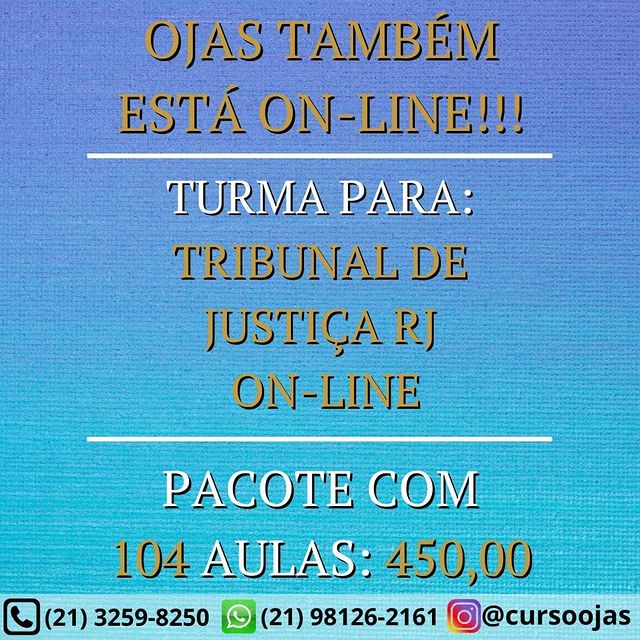 OJAS TAMBÉM
ESTÁ ON-LINE!!!
TURMA PARA:
TRIBUNAL DE
JUSTIÇA RJ
ON-LINE
PACOTE COM
104 AULAS: 450,00
(21) 3259-8250 (21) 98126-2161 @cursoojas